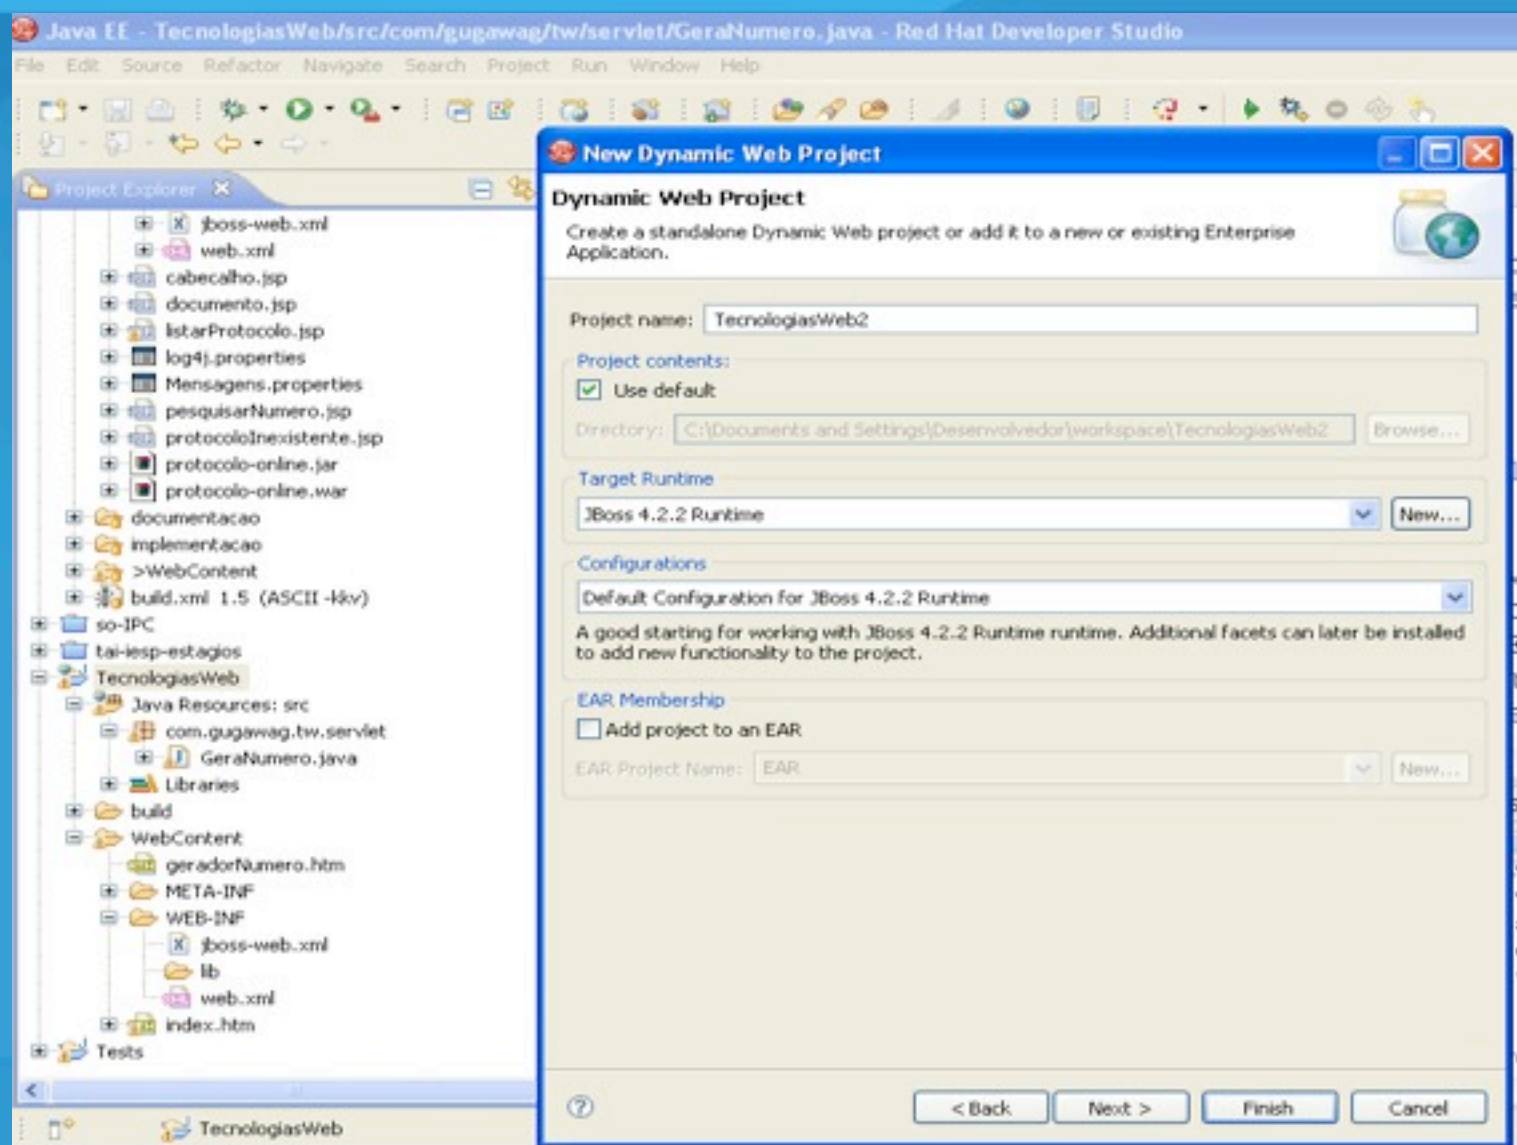 Java EE - TecnologiasWeb/src/com/gugawag/tw/servlet/GeraNumero.java - Red Hat Developer Studio
File Edit Source Refactor Navigate Search Project Run Window Help
Project Explorer
jboss-web.xml
web.xml
cabecalho.jsp
documento.jsp
listarProtocolo.jsp
log4j.properties
Mensagens.properties
pesquisarNumero.jsp
protocoloInexistente.jsp
protocolo-online.jar
protocolo-online.war
documentacao
implementacao
>WebContent
build.xml 1.5 (ASCII -kkv)
so-IPC
tai-iesp-estagios
TecnologiasWeb
Java Resources: src
com.gugawag.tw.servlet
GeraNumero.java
Libraries
build
WebContent
geradorNumero.htm
META-INF
WEB-INF
jboss-web.xml
lib
web.xml
index.htm
Tests
TecnologiasWeb
New Dynamic Web Project
Dynamic Web Project
Create a standalone Dynamic Web project or add it to a new or existing Enterprise
Application.
Project name: TecnologiasWeb2
Project contents:
Use default
Directory: C:\Documents and Settings\Desenvolvedor\workspace\TecnologiasWeb2 Browse...
Target Runtime
JBoss 4.2.2 Runtime New...
Configurations
Default Configuration for JBoss 4.2.2 Runtime
A good starting for working with JBoss 4.2.2 Runtime runtime. Additional facets can later be installed
to add new functionality to the project.
EAR Membership
Add project to an EAR
EAR Project Name: EAR New...
< Back Next > Finish Cancel